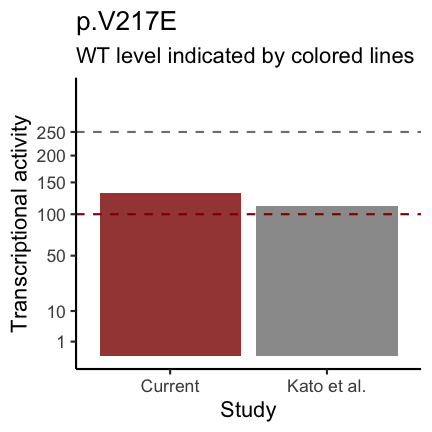 p.V217E
WT level indicated by colored lines
Transcriptional activity
250
200
150
100
50
10
1
Current
Kato et al.
Study